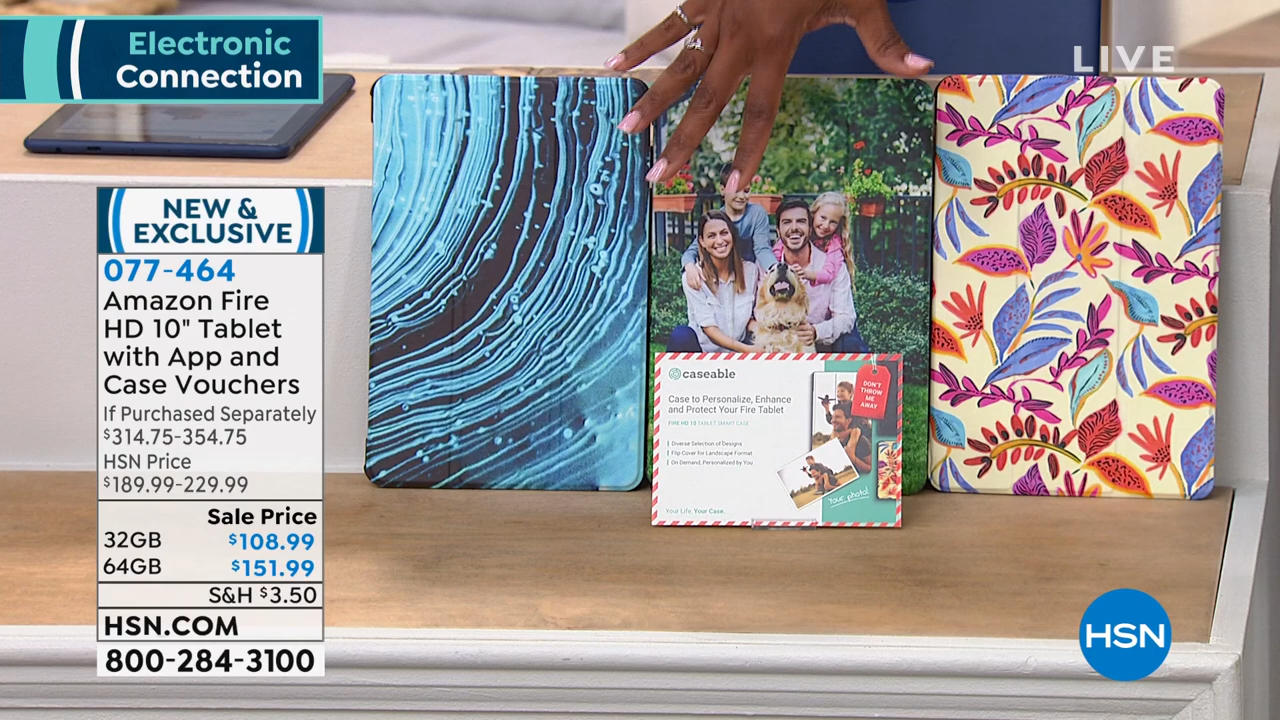 Electronic
Connection
LIVE
NEW &
EXCLUSIVE
077-464
Amazon Fire
HD 10" Tablet
with App and
Case Vouchers
If Purchased Separately
$314.75-354.75
HSN Price
$189.99-229.99
Sale Price
32GB $108.99
64GB $151.99
S&H $3.50
HSN.COM
800-284-3100
caseable
Case to Personalize, Enhance
and Protect Your Fire Tablet
FIRE HD 10 TABLET SMART CASE
Diverse Selection of Designs
Flip Cover for Landscape Format
On Demand, Personalized by You
DON'T
THROW
ME
AWAY
Your photo!
Your Life, Your Case.
HSN